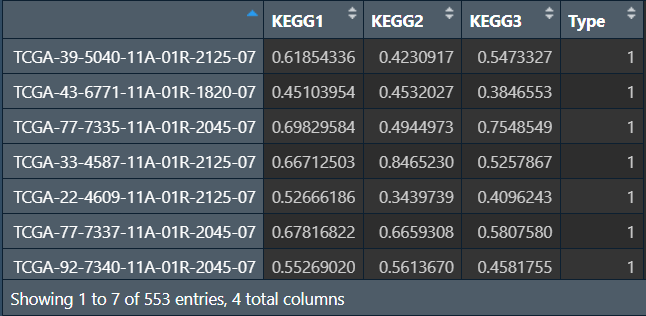 KEGG1 KEGG2 KEGG3 Type
TCGA-39-5040-11A-01R-2125-07 0.61854336 0.4230917 0.5473327 1
TCGA-43-6771-11A-01R-1820-07 0.45103954 0.4532027 0.3846553 1
TCGA-77-7335-11A-01R-2045-07 0.69829584 0.4944973 0.7548549 1
TCGA-33-4587-11A-01R-2125-07 0.66712503 0.8465230 0.5257867 1
TCGA-22-4609-11A-01R-2125-07 0.52666186 0.3439739 0.4096243 1
TCGA-77-7337-11A-01R-2045-07 0.67816822 0.6659308 0.5807580 1
TCGA-92-7340-11A-01R-2045-07 0.55269020 0.5613670 0.4581755 1
Showing 1 to 7 of 553 entries, 4 total columns